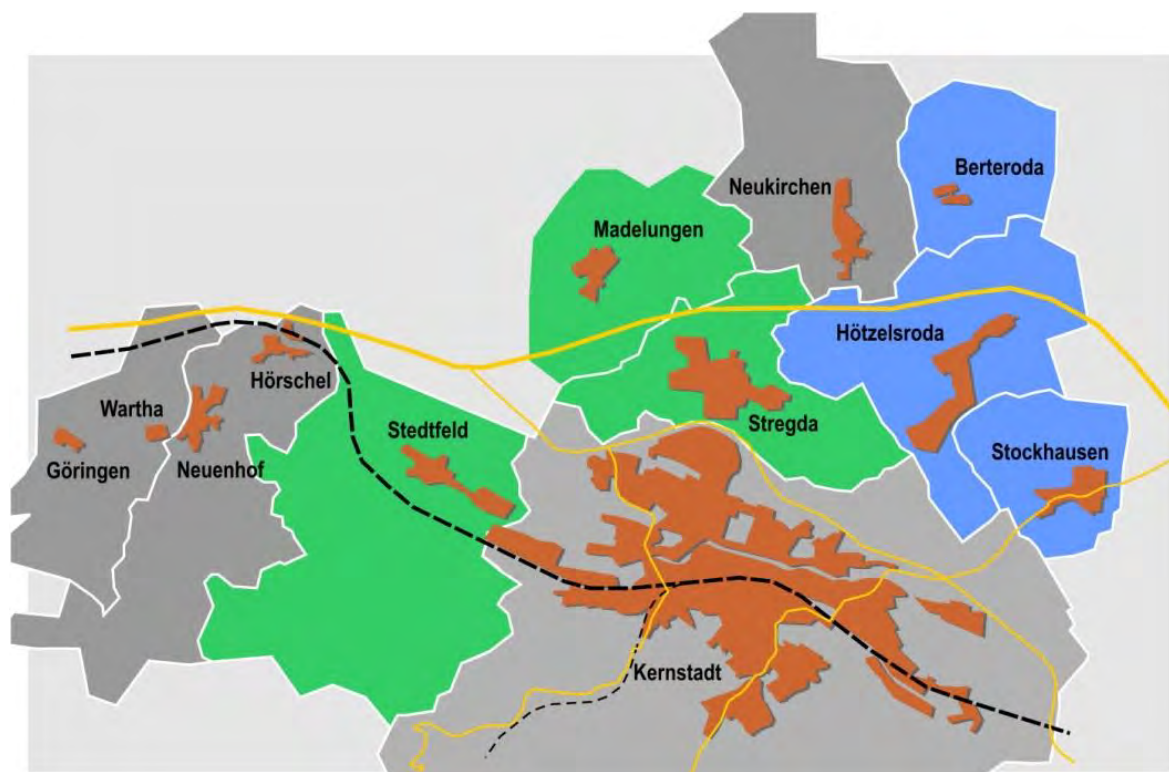 Berteroda
Neukirchen
Madelungen
Hötzelsroda
Hörschel
Wartha
Stedtfeld
Stregda
Göringen
Neuenhof
Stockhausen
Kernstadt